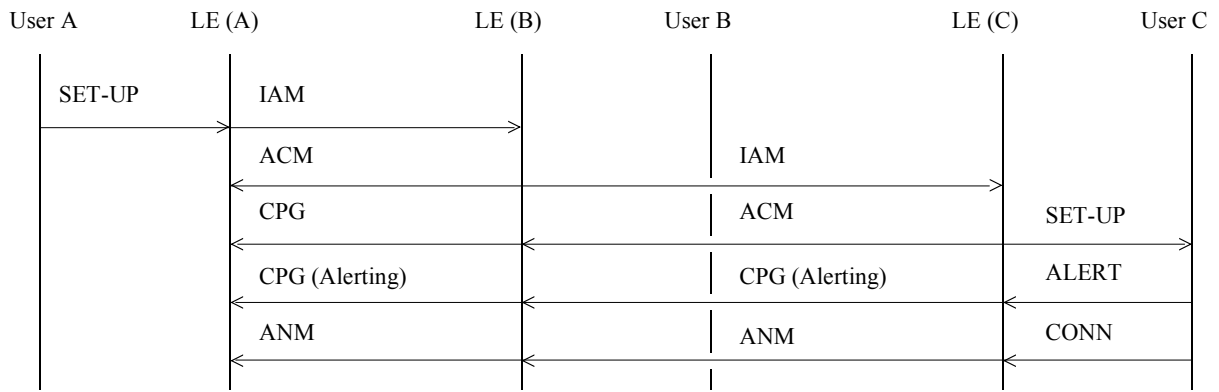 User A LE (A) LE (B) User B LE (C) User C
SET-UP IAM
ACM IAM
CPG ACM SET-UP
CPG (Alerting) CPG (Alerting) ALERT
ANM ANM CONN